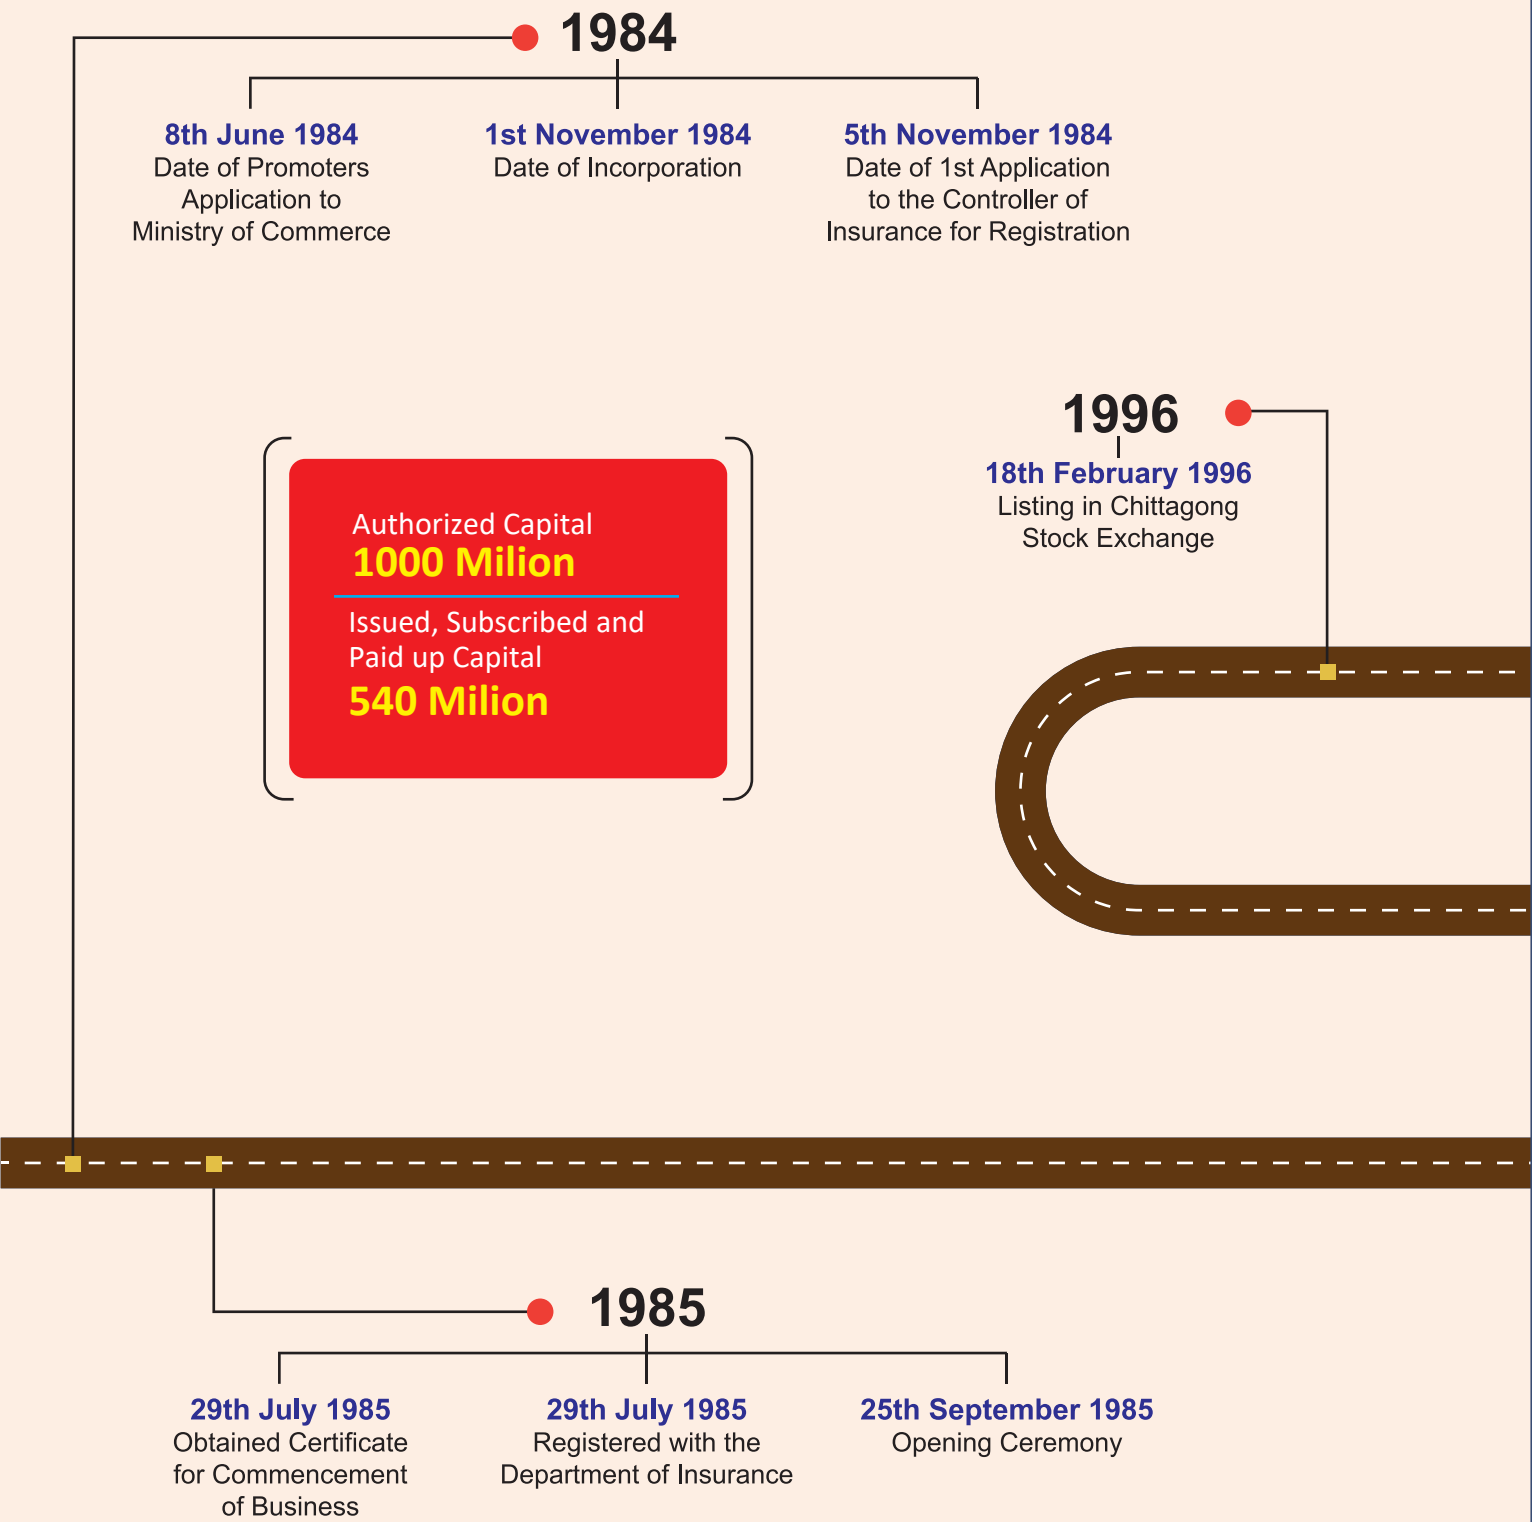 1984
8th June 1984
Date of Promoters
Application to
Ministry of Commerce
1st November 1984
Date of Incorporation
5th November 1984
Date of 1st Application
to the Controller of
Insurance for Registration
1996
18th February 1996
Listing in Chittagong
Stock Exchange
Authorized Capital
1000 Milion
Issued, Subscribed and
Paid up Capital
540 Milion
1985
29th July 1985
Obtained Certificate
for Commencement
of Business
29th July 1985
Registered with the
Department of Insurance
25th September 1985
Opening Ceremony